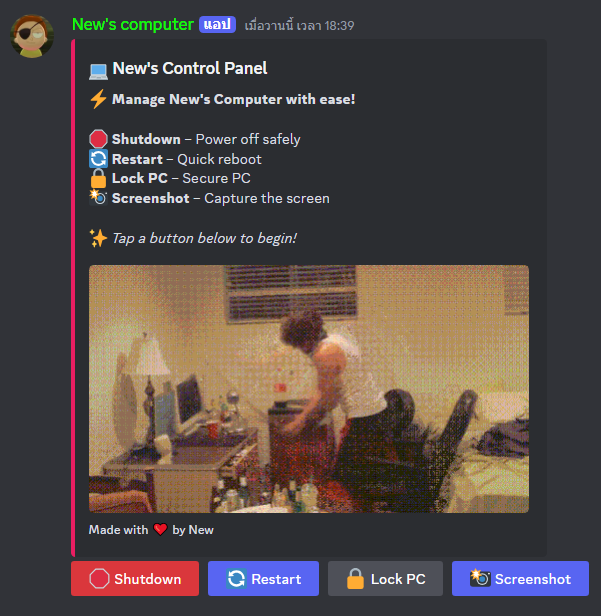 New's computer แอป เมื่อวานนี้ เวลา 18:39
New's Control Panel
Manage New's Computer with ease!
Shutdown – Power off safely
Restart – Quick reboot
Lock PC – Secure PC
Screenshot – Capture the screen
Tap a button below to begin!
Made with ❤️ by New
Shutdown Restart Lock PC Screenshot